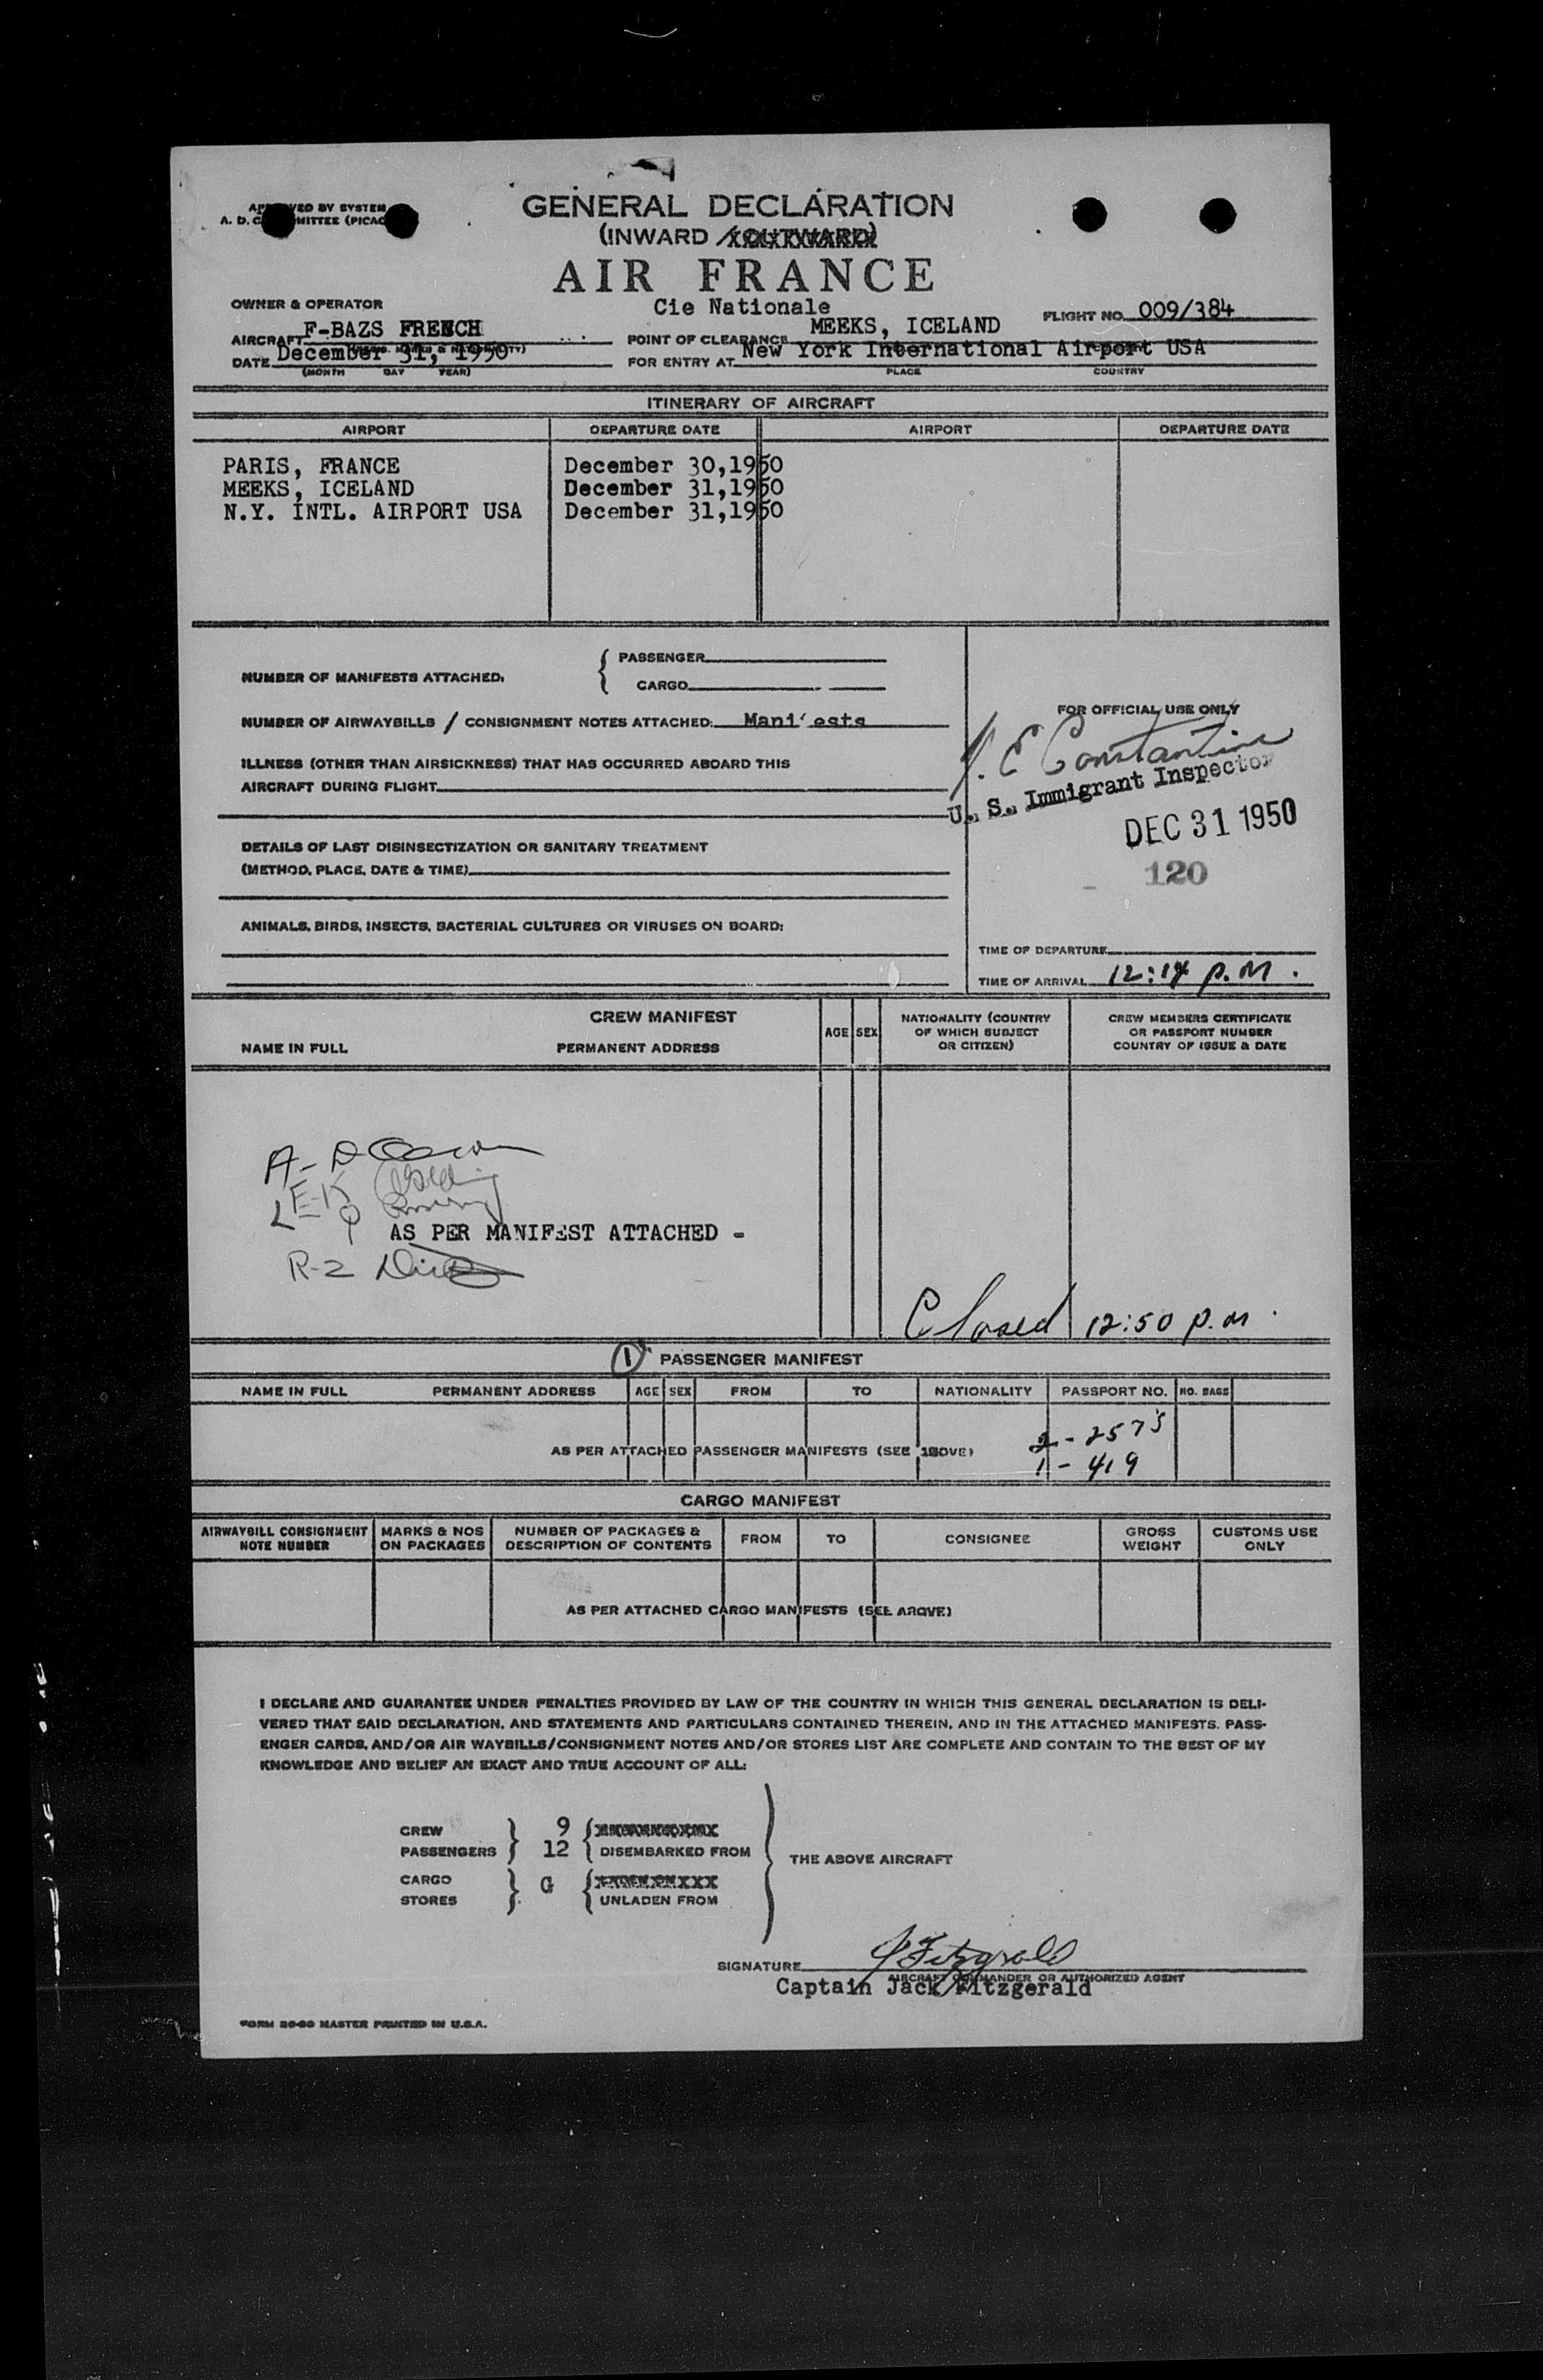 GENERAL DECLARATION
(INWARD
AIR FRANCE
OWNER & OPERATOR
Cie Nationale
FLIGHT NO. 009/384
AIRCRAFT F-BAZS FRENCH
POINT OF CLEARANCE MEEKS, ICELAND
DATE December 31, 1950
(MONTH DAY YEAR)
FOR ENTRY AT New York International Airport USA
PLACE COUNTRY
ITINERARY OF AIRCRAFT
AIRPORT DEPARTURE DATE AIRPORT DEPARTURE DATE
PARIS, FRANCE December 30,1950
MEEKS, ICELAND December 31,1950
N.Y. INTL. AIRPORT USA December 31,1950
NUMBER OF MANIFESTS ATTACHED.
PASSENGER
CARGO
NUMBER OF AIRWAYBILLS / CONSIGNMENT NOTES ATTACHED: Manifests
ILLNESS (OTHER THAN AIRSICKNESS) THAT HAS OCCURRED ABOARD THIS
AIRCRAFT DURING FLIGHT
DETAILS OF LAST DISINSECTIZATION OR SANITARY TREATMENT
(METHOD, PLACE, DATE & TIME)
ANIMALS, BIRDS, INSECTS, BACTERIAL CULTURES OR VIRUSES ON BOARD:
FOR OFFICIAL USE ONLY
J. E Constantine
U. S. Immigrant Inspector
DEC 31 1950
120
TIME OF DEPARTURE
TIME OF ARRIVAL 12:14 P.M.
CREW MANIFEST
NAME IN FULL PERMANENT ADDRESS
AGE SEX
NATIONALITY (COUNTRY
OF WHICH SUBJECT
OR CITIZEN)
CREW MEMBERS CERTIFICATE
OR PASSPORT NUMBER
COUNTRY OF ISSUE & DATE
AS PER MANIFEST ATTACHED -
R-2
Closed 12:50 p.m.
1 PASSENGER MANIFEST
NAME IN FULL PERMANENT ADDRESS AGE SEX FROM TO NATIONALITY PASSPORT NO. NO. BAGS
2 - 257's
AS PER ATTACHED PASSENGER MANIFESTS (SEE ABOVE)
1 - 419
CARGO MANIFEST
AIRWAYBILL CONSIGNMENT
NOTE NUMBER
MARKS & NOS
ON PACKAGES
NUMBER OF PACKAGES &
DESCRIPTION OF CONTENTS
FROM
TO
CONSIGNEE
GROSS
WEIGHT
CUSTOMS USE
ONLY
AS PER ATTACHED CARGO MANIFESTS (SEE ABOVE)
I DECLARE AND GUARANTEE UNDER PENALTIES PROVIDED BY LAW OF THE COUNTRY IN WHICH THIS GENERAL DECLARATION IS DELI-
VERED THAT SAID DECLARATION, AND STATEMENTS AND PARTICULARS CONTAINED THEREIN, AND IN THE ATTACHED MANIFESTS. PASS-
ENGER CARDS, AND/OR AIR WAYBILLS/CONSIGNMENT NOTES AND/OR STORES LIST ARE COMPLETE AND CONTAIN TO THE BEST OF MY
KNOWLEDGE AND BELIEF AN EXACT AND TRUE ACCOUNT OF ALL:
CREW 9
PASSENGERS 12 DISEMBARKED FROM
THE ABOVE AIRCRAFT
CARGO G
STORES UNLADEN FROM
SIGNATURE JFitzgerald
AIRCRAFT COMMANDER OR AUTHORIZED AGENT
Captain Jack Fitzgerald
FORM 20-60 MASTER PRINTED IN U.S.A.